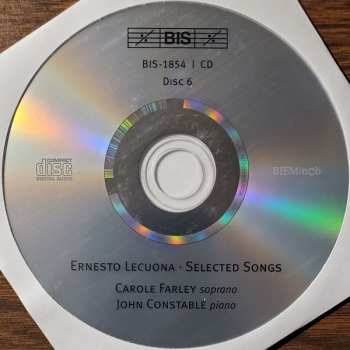 BIS
BIS-1854 | CD
Disc 6
COMPACT
disc
DIGITAL AUDIO
BIEM/n©b
Ernesto Lecuona · Selected Songs
Carole Farley soprano
John Constable piano